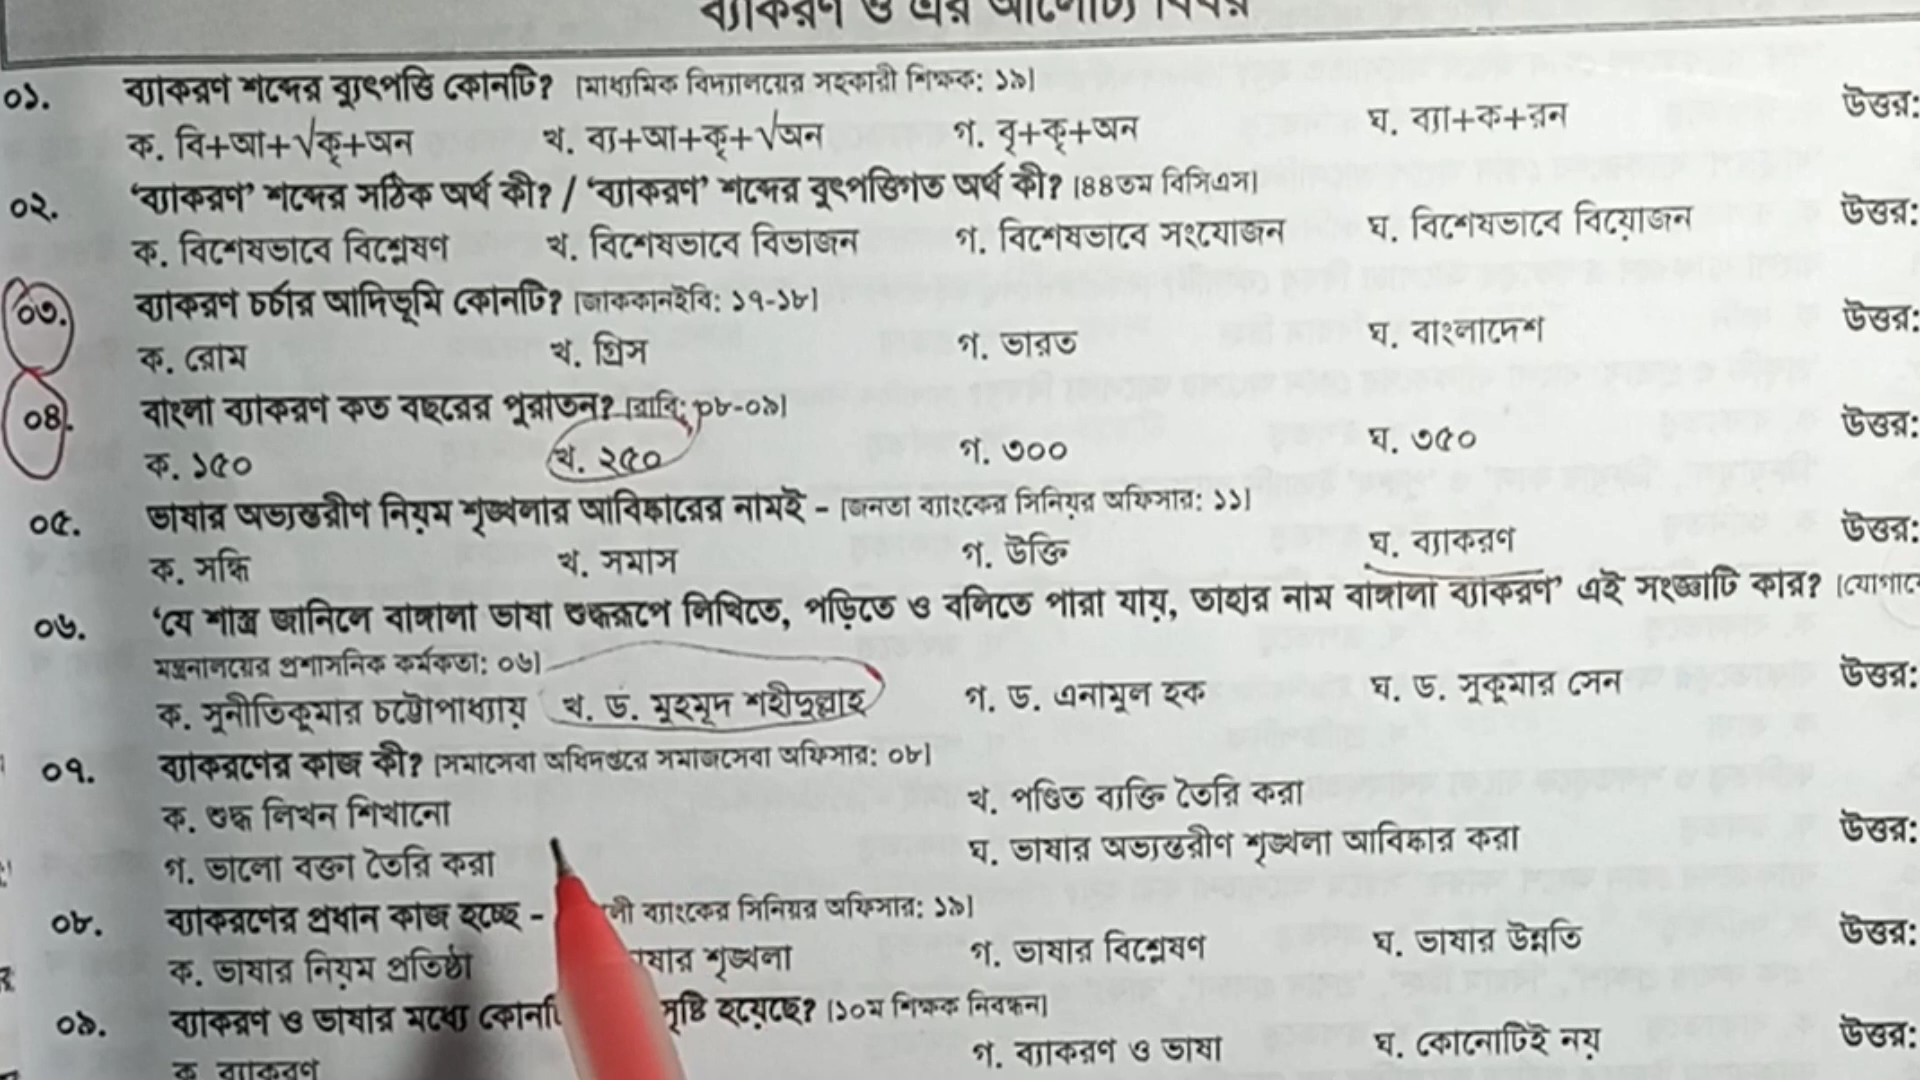 ব্যাকরণ ও এর আলোচ্য বিষয়
০১. ব্যাকরণ শব্দের ব্যুৎপত্তি কোনটি? [মাধ্যমিক বিদ্যালয়ের সহকারী শিক্ষক: ১৯]
ক. বি+আ+√কৃ+অন খ. ব্য+আ+কৃ+√অন গ. বৃ+কৃ+অন ঘ. ব্যা+ক+রন উত্তর:
০২. ‘ব্যাকরণ’ শব্দের সঠিক অর্থ কী? / ‘ব্যাকরণ’ শব্দের বুৎপত্তিগত অর্থ কী? [৪৪তম বিসিএস]
ক. বিশেষভাবে বিশ্লেষণ খ. বিশেষভাবে বিভাজন গ. বিশেষভাবে সংযোজন ঘ. বিশেষভাবে বিয়োজন উত্তর:
০৩. ব্যাকরণ চর্চার আদিভূমি কোনটি? [জাককানইবি: ১৭-১৮]
ক. রোম খ. গ্রিস গ. ভারত ঘ. বাংলাদেশ উত্তর:
০৪. বাংলা ব্যাকরণ কত বছরের পুরাতন? [রাবি: ০৮-০৯]
ক. ১৫০ খ. ২৫০ গ. ৩০০ ঘ. ৩৫০ উত্তর:
০৫. ভাষার অভ্যন্তরীণ নিয়ম শৃঙ্খলার আবিষ্কারের নামই - [জনতা ব্যাংকের সিনিয়র অফিসার: ১১]
ক. সন্ধি খ. সমাস গ. উক্তি ঘ. ব্যাকরণ উত্তর:
০৬. ‘যে শাস্ত্র জানিলে বাঙ্গালা ভাষা শুদ্ধরূপে লিখিতে, পড়িতে ও বলিতে পারা যায়, তাহার নাম বাঙ্গালা ব্যাকরণ’ এই সংজ্ঞাটি কার?
মন্ত্রনালয়ের প্রশাসনিক কর্মকতা: ০৬]
ক. সুনীতিকুমার চট্টোপাধ্যায় খ. ড. মুহমূদ শহীদুল্লাহ গ. ড. এনামুল হক ঘ. ড. সুকুমার সেন উত্তর:
০৭. ব্যাকরণের কাজ কী? [সমাসেবা অধিদপ্তরে সমাজসেবা অফিসার: ০৮]
ক. শুদ্ধ লিখন শিখানো খ. পণ্ডিত ব্যক্তি তৈরি করা
গ. ভালো বক্তা তৈরি করা ঘ. ভাষার অভ্যন্তরীণ শৃঙ্খলা আবিষ্কার করা উত্তর:
০৮. ব্যাকরণের প্রধান কাজ হচ্ছে - ব্যাংকের সিনিয়র অফিসার: ১৯]
ক. ভাষার নিয়ম প্রতিষ্ঠা শৃঙ্খলা গ. ভাষার বিশ্লেষণ ঘ. ভাষার উন্নতি উত্তর:
০৯. ব্যাকরণ ও ভাষার মধ্যে সৃষ্টি হয়েছে? [১০ম শিক্ষক নিবন্ধন]
ক. ব্যাকরণ গ. ব্যাকরণ ও ভাষা ঘ. কোনোটিই নয় উত্তর: